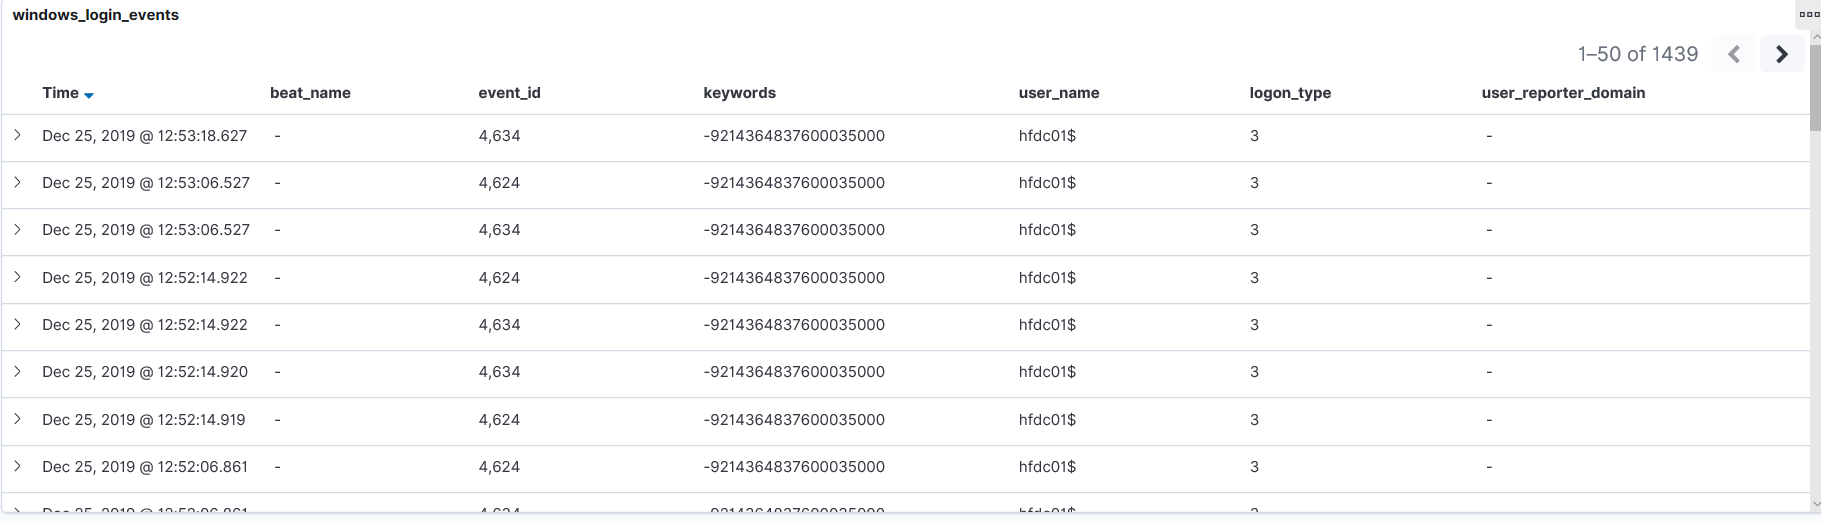 windows_login_events
1–50 of 1439
Time beat_name event_id keywords user_name logon_type user_reporter_domain
Dec 25, 2019 @ 12:53:18.627 - 4,634 -9214364837600035000 hfdc01$ 3 -
Dec 25, 2019 @ 12:53:06.527 - 4,624 -9214364837600035000 hfdc01$ 3 -
Dec 25, 2019 @ 12:53:06.527 - 4,634 -9214364837600035000 hfdc01$ 3 -
Dec 25, 2019 @ 12:52:14.922 - 4,624 -9214364837600035000 hfdc01$ 3 -
Dec 25, 2019 @ 12:52:14.922 - 4,634 -9214364837600035000 hfdc01$ 3 -
Dec 25, 2019 @ 12:52:14.920 - 4,634 -9214364837600035000 hfdc01$ 3 -
Dec 25, 2019 @ 12:52:14.919 - 4,624 -9214364837600035000 hfdc01$ 3 -
Dec 25, 2019 @ 12:52:06.861 - 4,624 -9214364837600035000 hfdc01$ 3 -